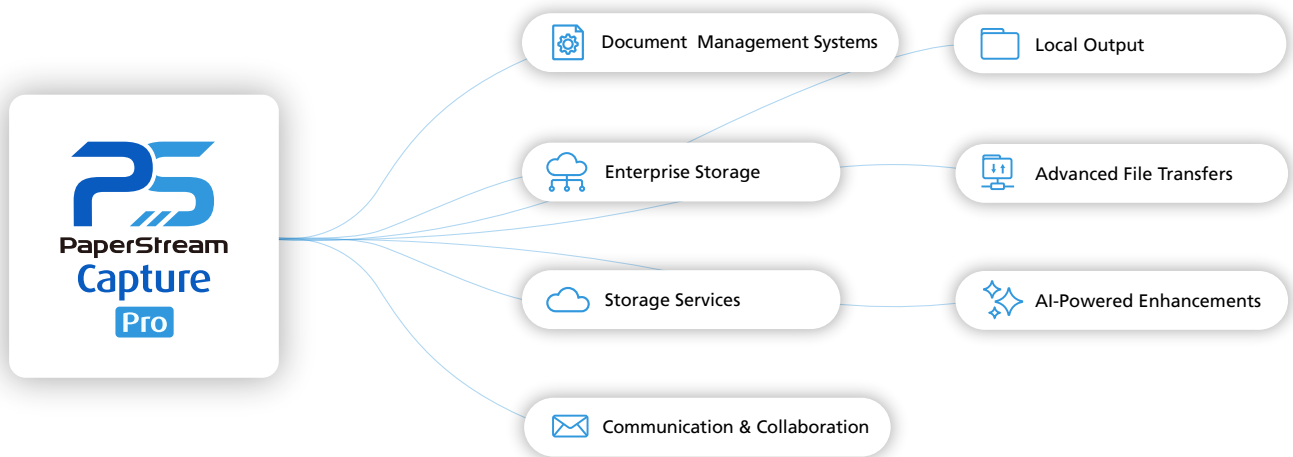 PS
PaperStream
Capture
Pro
Document Management Systems
Local Output
Enterprise Storage
Advanced File Transfers
Storage Services
AI-Powered Enhancements
Communication & Collaboration